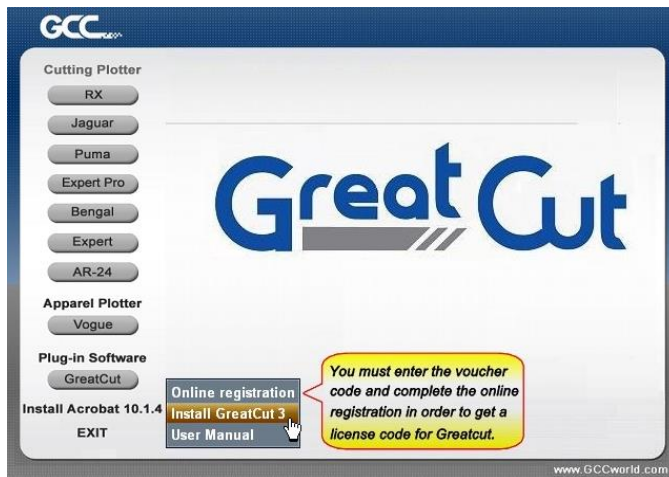 GCC
Cutting Plotter
RX
Jaguar
Puma
Expert Pro
Bengal
Expert
AR-24
Apparel Plotter
Vogue
Plug-in Software
GreatCut
Install Acrobat 10.1.4
EXIT
GreatCut
Online registration
Install GreatCut 3
User Manual
You must enter the voucher
code and complete the online
registration in order to get a
license code for Greatcut.
www.GCCworld.com